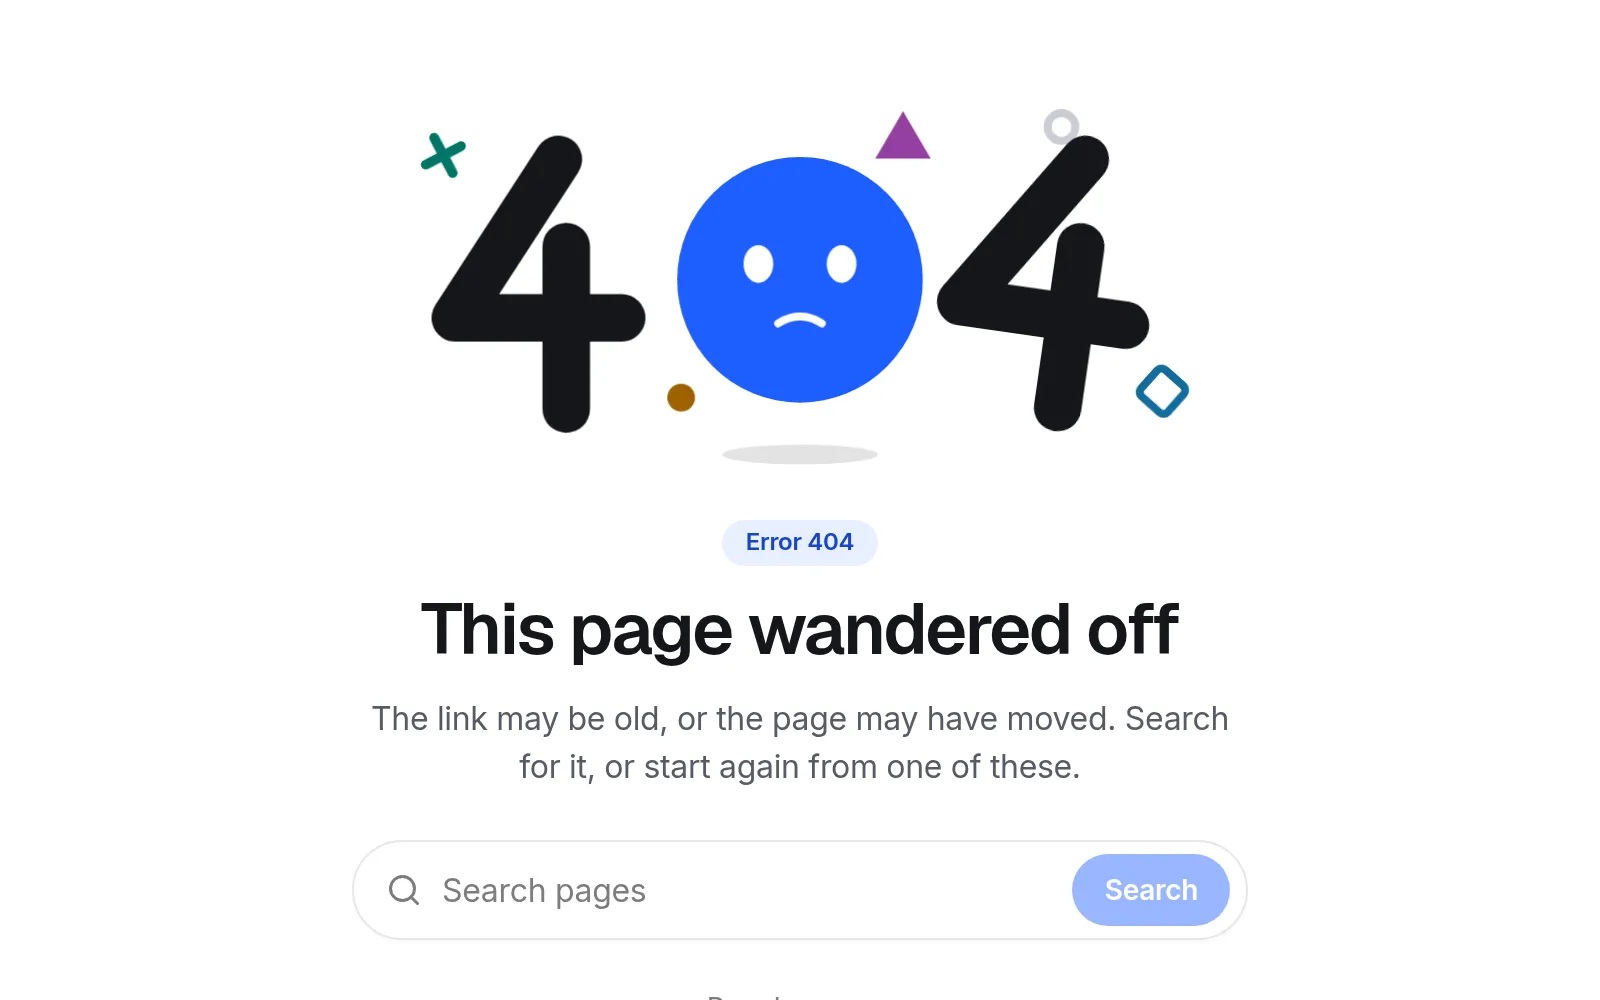 404
Error 404
This page wandered off
The link may be old, or the page may have moved. Search
for it, or start again from one of these.
Search pages
Search